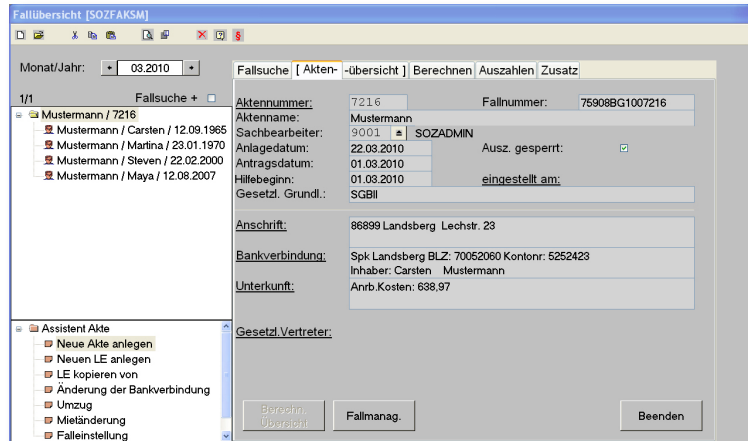 Fallübersicht [SOZFAKSM]
Monat/Jahr: 03.2010
1/1 Fallsuche +
Mustermann / 7216
Mustermann / Carsten / 12.09.1965
Mustermann / Martina / 23.01.1970
Mustermann / Steven / 22.02.2000
Mustermann / Maya / 12.08.2007
Assistent Akte
Neue Akte anlegen
Neuen LE anlegen
LE kopieren von
Änderung der Bankverbindung
Umzug
Mietänderung
Falleinstellung
Fallsuche [ Akten- -übersicht ] Berechnen Auszahlen Zusatz
Aktennummer: 7216 Fallnummer: 75908BG1007216
Aktenname: Mustermann
Sachbearbeiter: 9001 SOZADMIN
Anlagedatum: 22.03.2010 Ausz. gesperrt:
Antragsdatum: 01.03.2010
Hilfebeginn: 01.03.2010 eingestellt am:
Gesetzl. Grundl.: SGBII
Anschrift: 86899 Landsberg Lechstr. 23
Bankverbindung: Spk Landsberg BLZ: 70052060 Kontonr: 5252423
Inhaber: Carsten Mustermann
Unterkunft: Anrb.Kosten: 638,97
Gesetzl.Vertreter:
Berechn.
Übersicht
Fallmanag.
Beenden